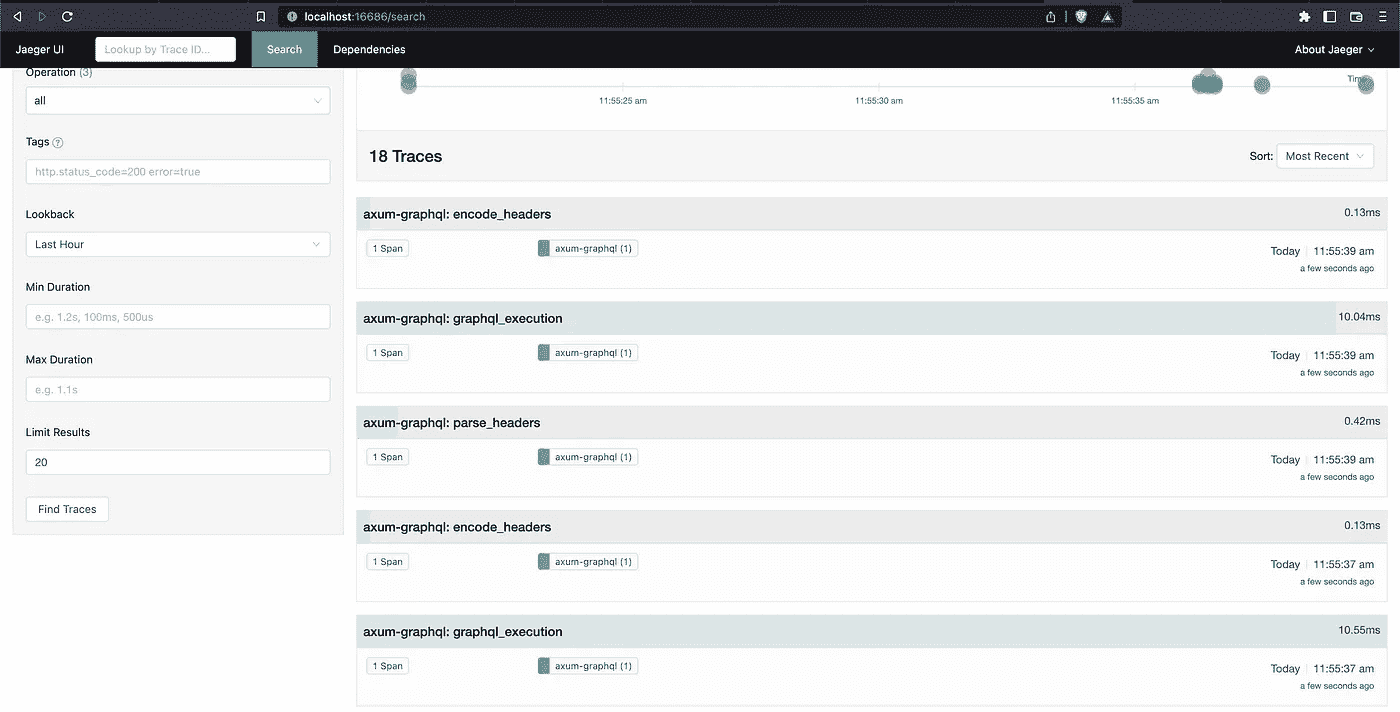 localhost:16686/search
Jaeger UI Lookup by Trace ID... Search Dependencies About Jaeger
Operation (3)
all
Tags ?
http.status_code=200 error=true
Lookback
Last Hour
Min Duration
e.g. 1.2s, 100ms, 500us
Max Duration
e.g. 1.1s
Limit Results
20
Find Traces
Time
11:55:25 am 11:55:30 am 11:55:35 am
18 Traces Sort: Most Recent
axum-graphql: encode_headers 0.13ms
1 Span axum-graphql (1) Today 11:55:39 am
a few seconds ago
axum-graphql: graphql_execution 10.04ms
1 Span axum-graphql (1) Today 11:55:39 am
a few seconds ago
axum-graphql: parse_headers 0.42ms
1 Span axum-graphql (1) Today 11:55:39 am
a few seconds ago
axum-graphql: encode_headers 0.13ms
1 Span axum-graphql (1) Today 11:55:37 am
a few seconds ago
axum-graphql: graphql_execution 10.55ms
1 Span axum-graphql (1) Today 11:55:37 am
a few seconds ago